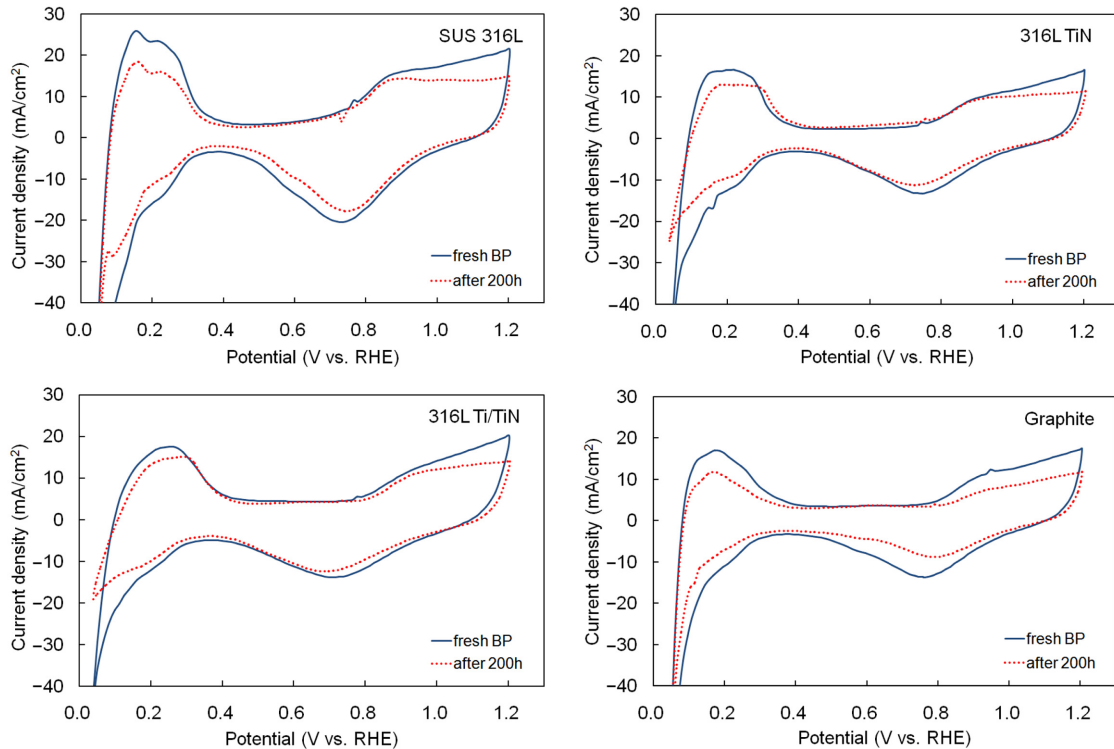 30
20
10
0
−10
−20
−30
−40
Current density (mA/cm²)
SUS 316L
fresh BP
after 200h
0.0 0.2 0.4 0.6 0.8 1.0 1.2
Potential (V vs. RHE)
30
20
10
0
−10
−20
−30
−40
Current density (mA/cm²)
316L TiN
fresh BP
after 200h
0.0 0.2 0.4 0.6 0.8 1.0 1.2
Potential (V vs. RHE)
30
20
10
0
−10
−20
−30
−40
Current density (mA/cm²)
316L Ti/TiN
fresh BP
after 200h
0.0 0.2 0.4 0.6 0.8 1.0 1.2
Potential (V vs. RHE)
30
20
10
0
−10
−20
−30
−40
Current density (mA/cm²)
Graphite
fresh BP
after 200h
0.0 0.2 0.4 0.6 0.8 1.0 1.2
Potential (V vs. RHE)